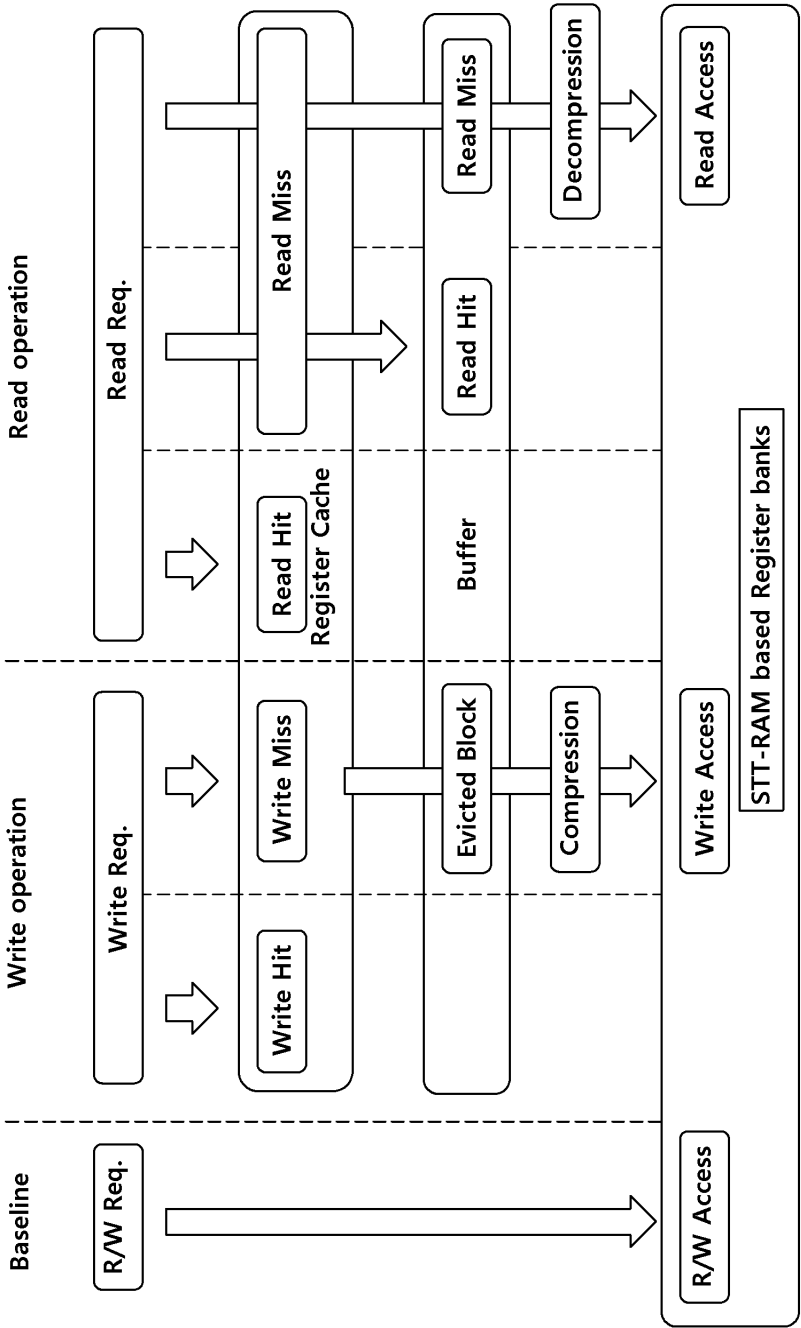 Baseline
Write operation
Read operation
R/W Req.
Write Req.
Read Req.
Write Hit
Write Miss
Read Hit
Read Miss
Register Cache
Evicted Block
Buffer
Read Hit
Read Miss
Compression
Decompression
R/W Access
Write Access
Read Access
STT-RAM based Register banks